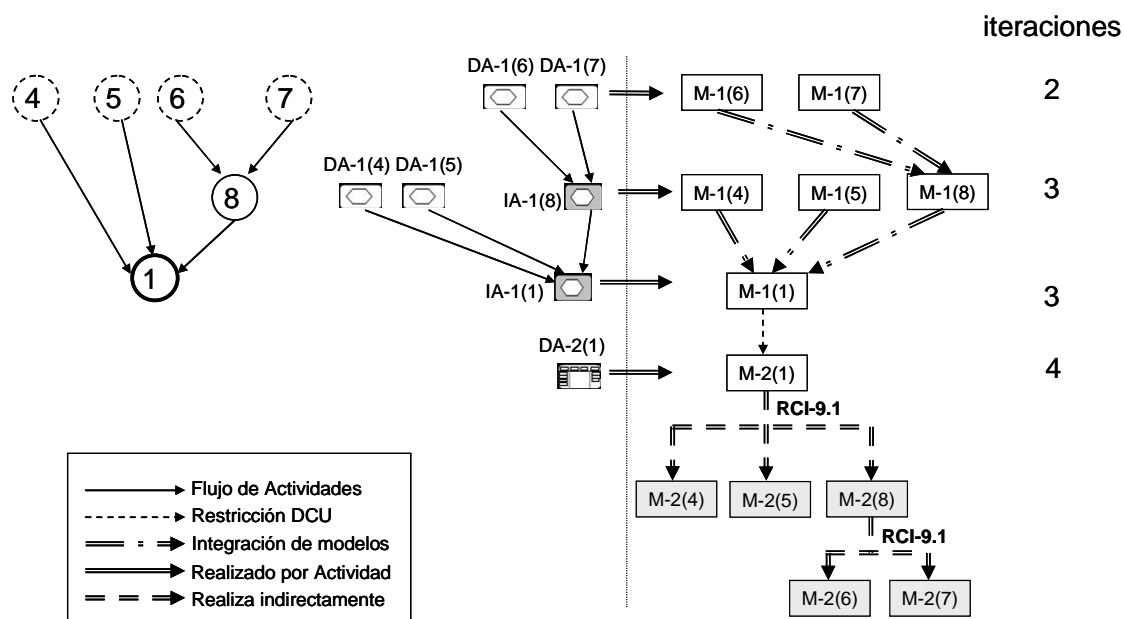 iteraciones
DA-1(6) DA-1(7)
4 5 6 7
M-1(6) M-1(7) 2
DA-1(4) DA-1(5)
8 IA-1(8) M-1(4) M-1(5) M-1(8) 3
1 IA-1(1) M-1(1) 3
DA-2(1)
M-2(1) 4
RCI-9.1
M-2(4) M-2(5) M-2(8)
RCI-9.1
M-2(6) M-2(7)
Flujo de Actividades
Restricción DCU
Integración de modelos
Realizado por Actividad
Realiza indirectamente